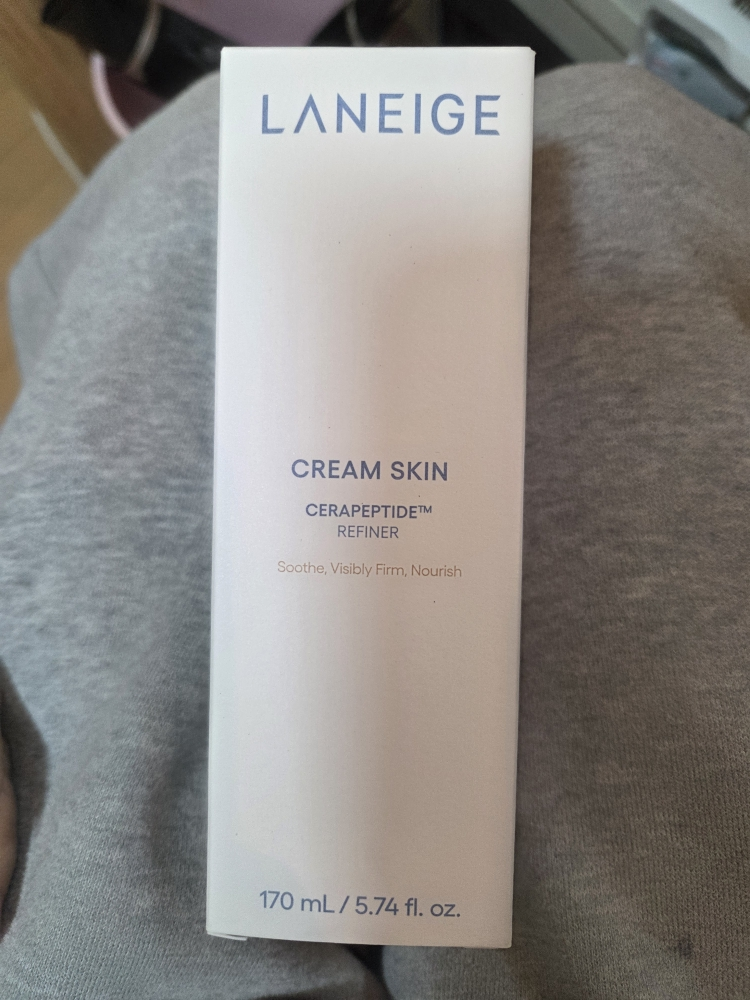 LANEIGE
CREAM SKIN
CERAPEPTIDE™
REFINER
Soothe, Visibly Firm, Nourish
170 mL / 5.74 fl. oz.